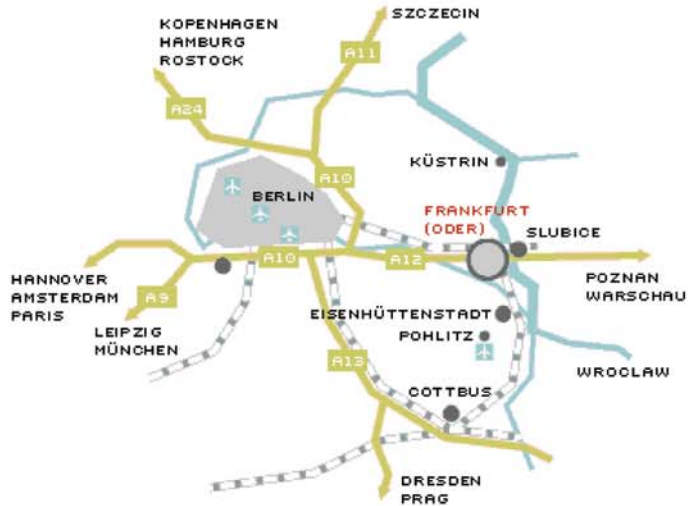 SZCZECIN
KOPENHAGEN
HAMBURG
ROSTOCK
A11
A24
KÜSTRIN
A10
BERLIN
FRANKFURT
(ODER)
SLUBICE
A10
A12
HANNOVER
AMSTERDAM
PARIS
A9
POZNAN
WARSCHAU
LEIPZIG
MÜNCHEN
EISENHÜTTENSTADT
POHLITZ
A13
WROCLAW
COTTBUS
DRESDEN
PRAG